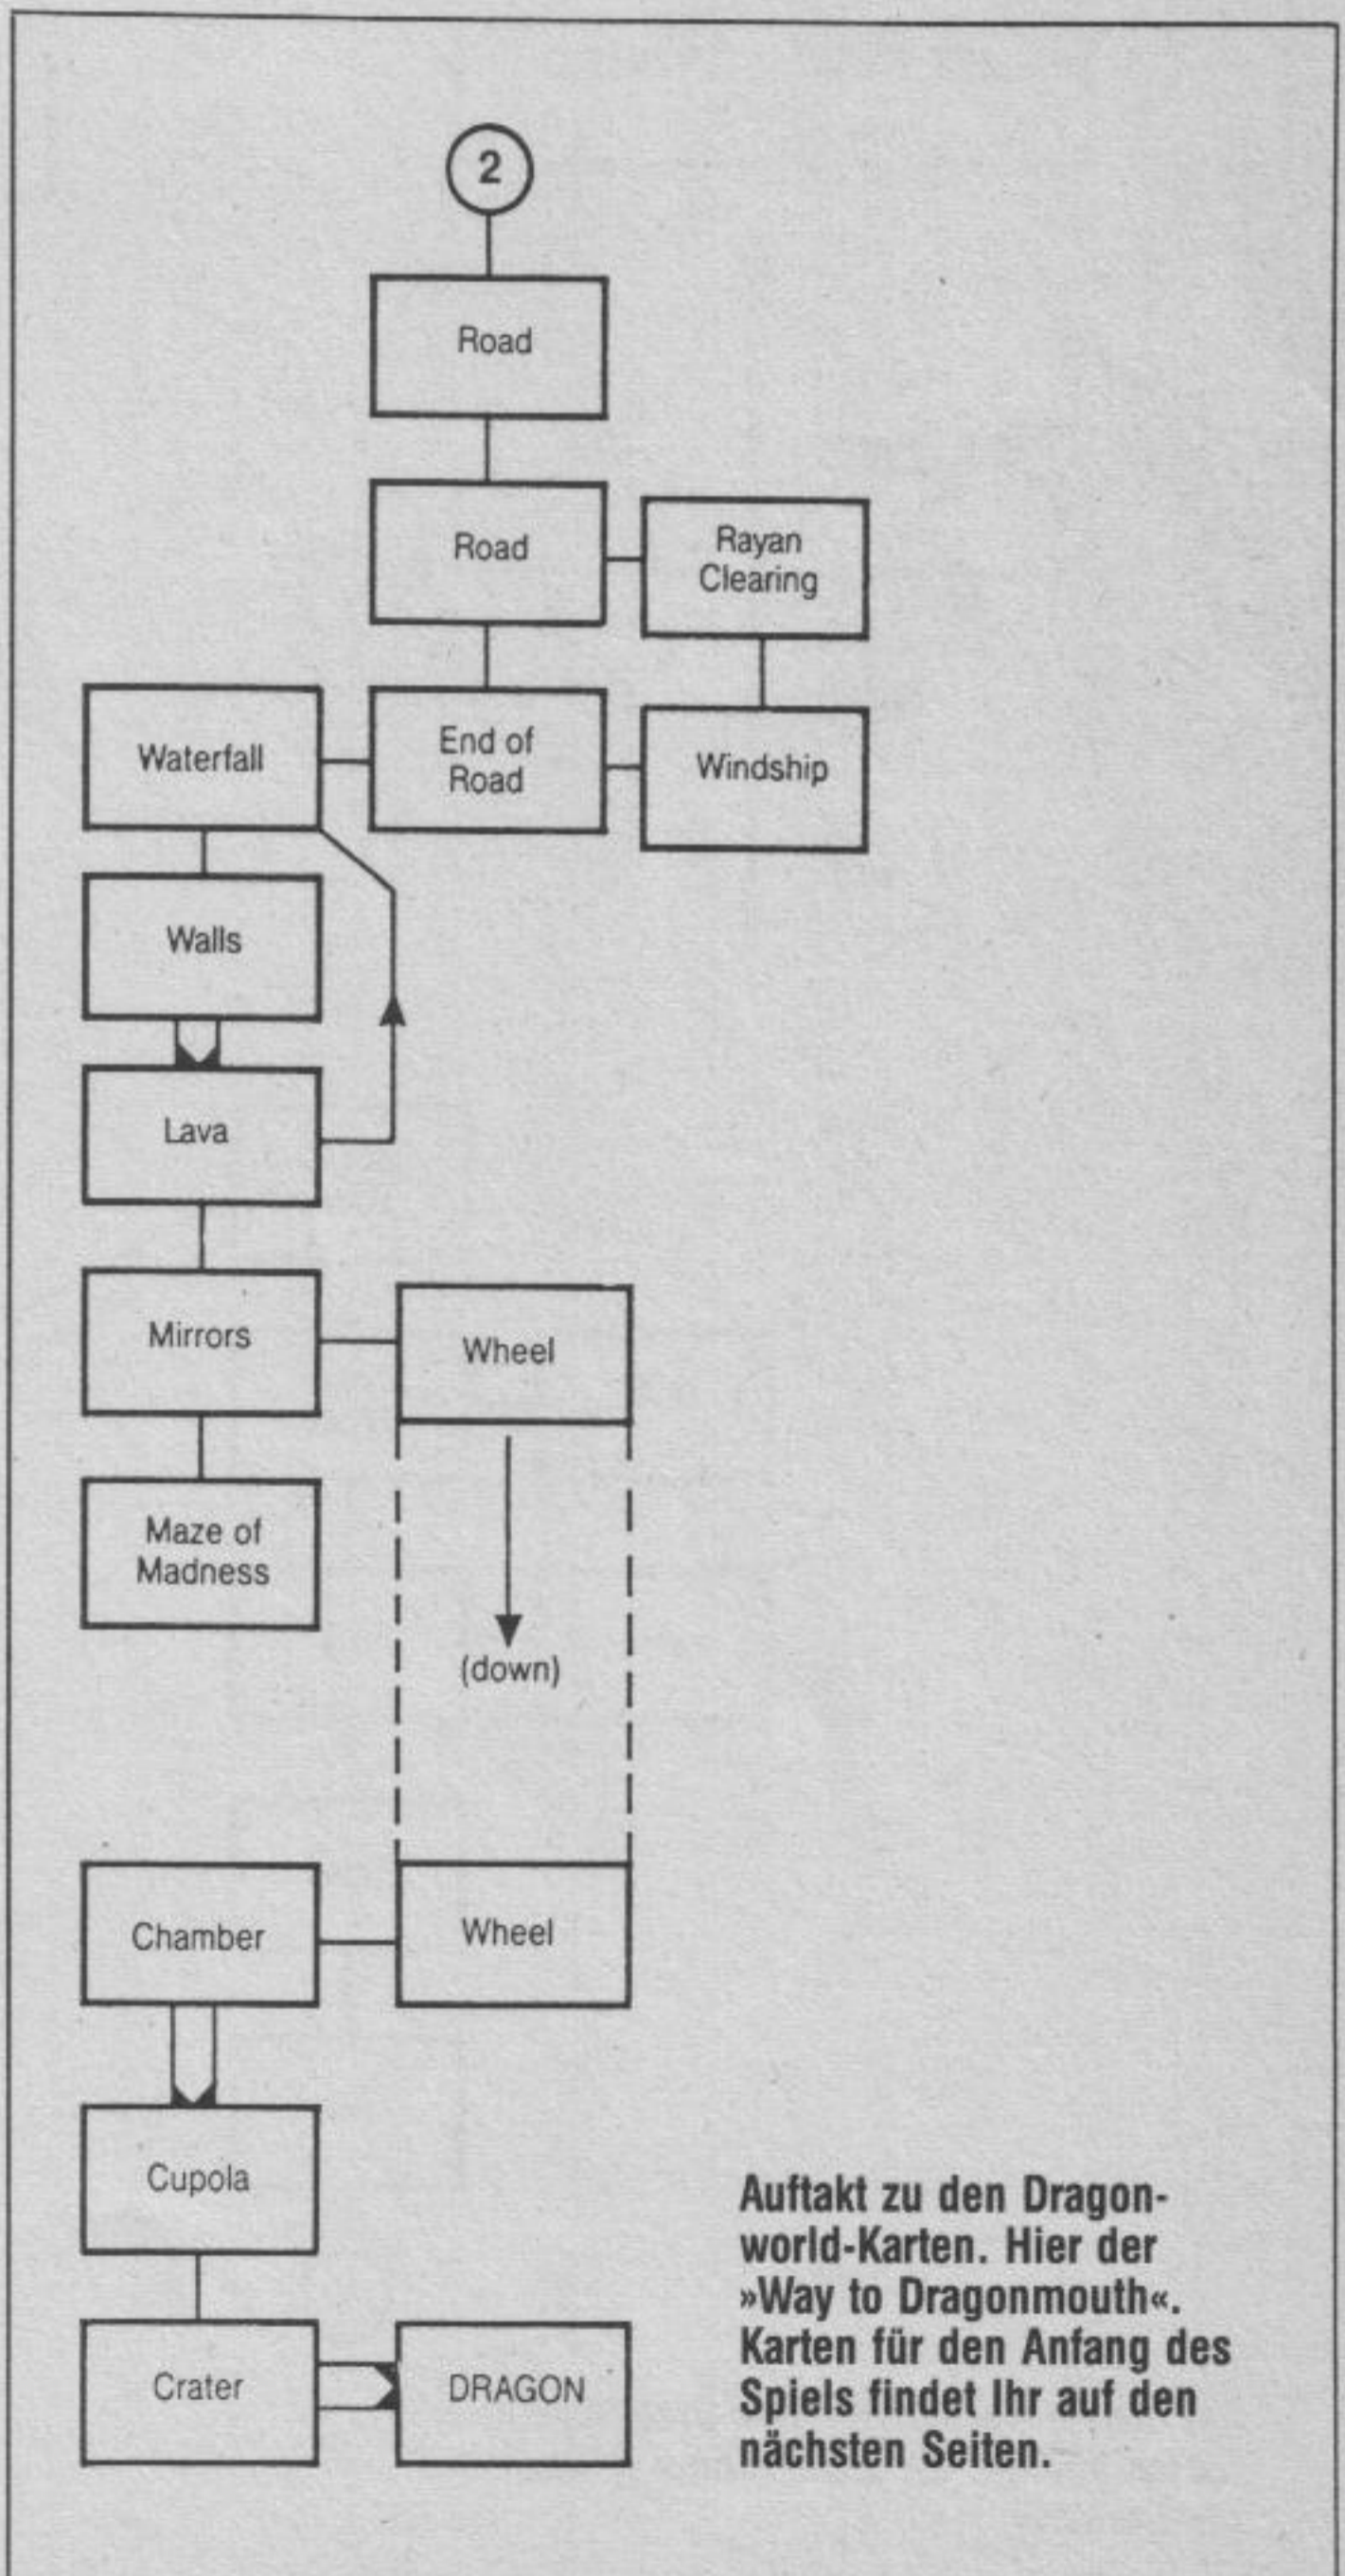 2
Road
Road
Rayan
Clearing
Waterfall
End of
Road
Windship
Walls
Lava
Mirrors
Wheel
Maze of
Madness
(down)
Chamber
Wheel
Cupola
Crater
DRAGON
Auftakt zu den Dragon-
world-Karten. Hier der
»Way to Dragonmouth«.
Karten für den Anfang des
Spiels findet Ihr auf den
nächsten Seiten.